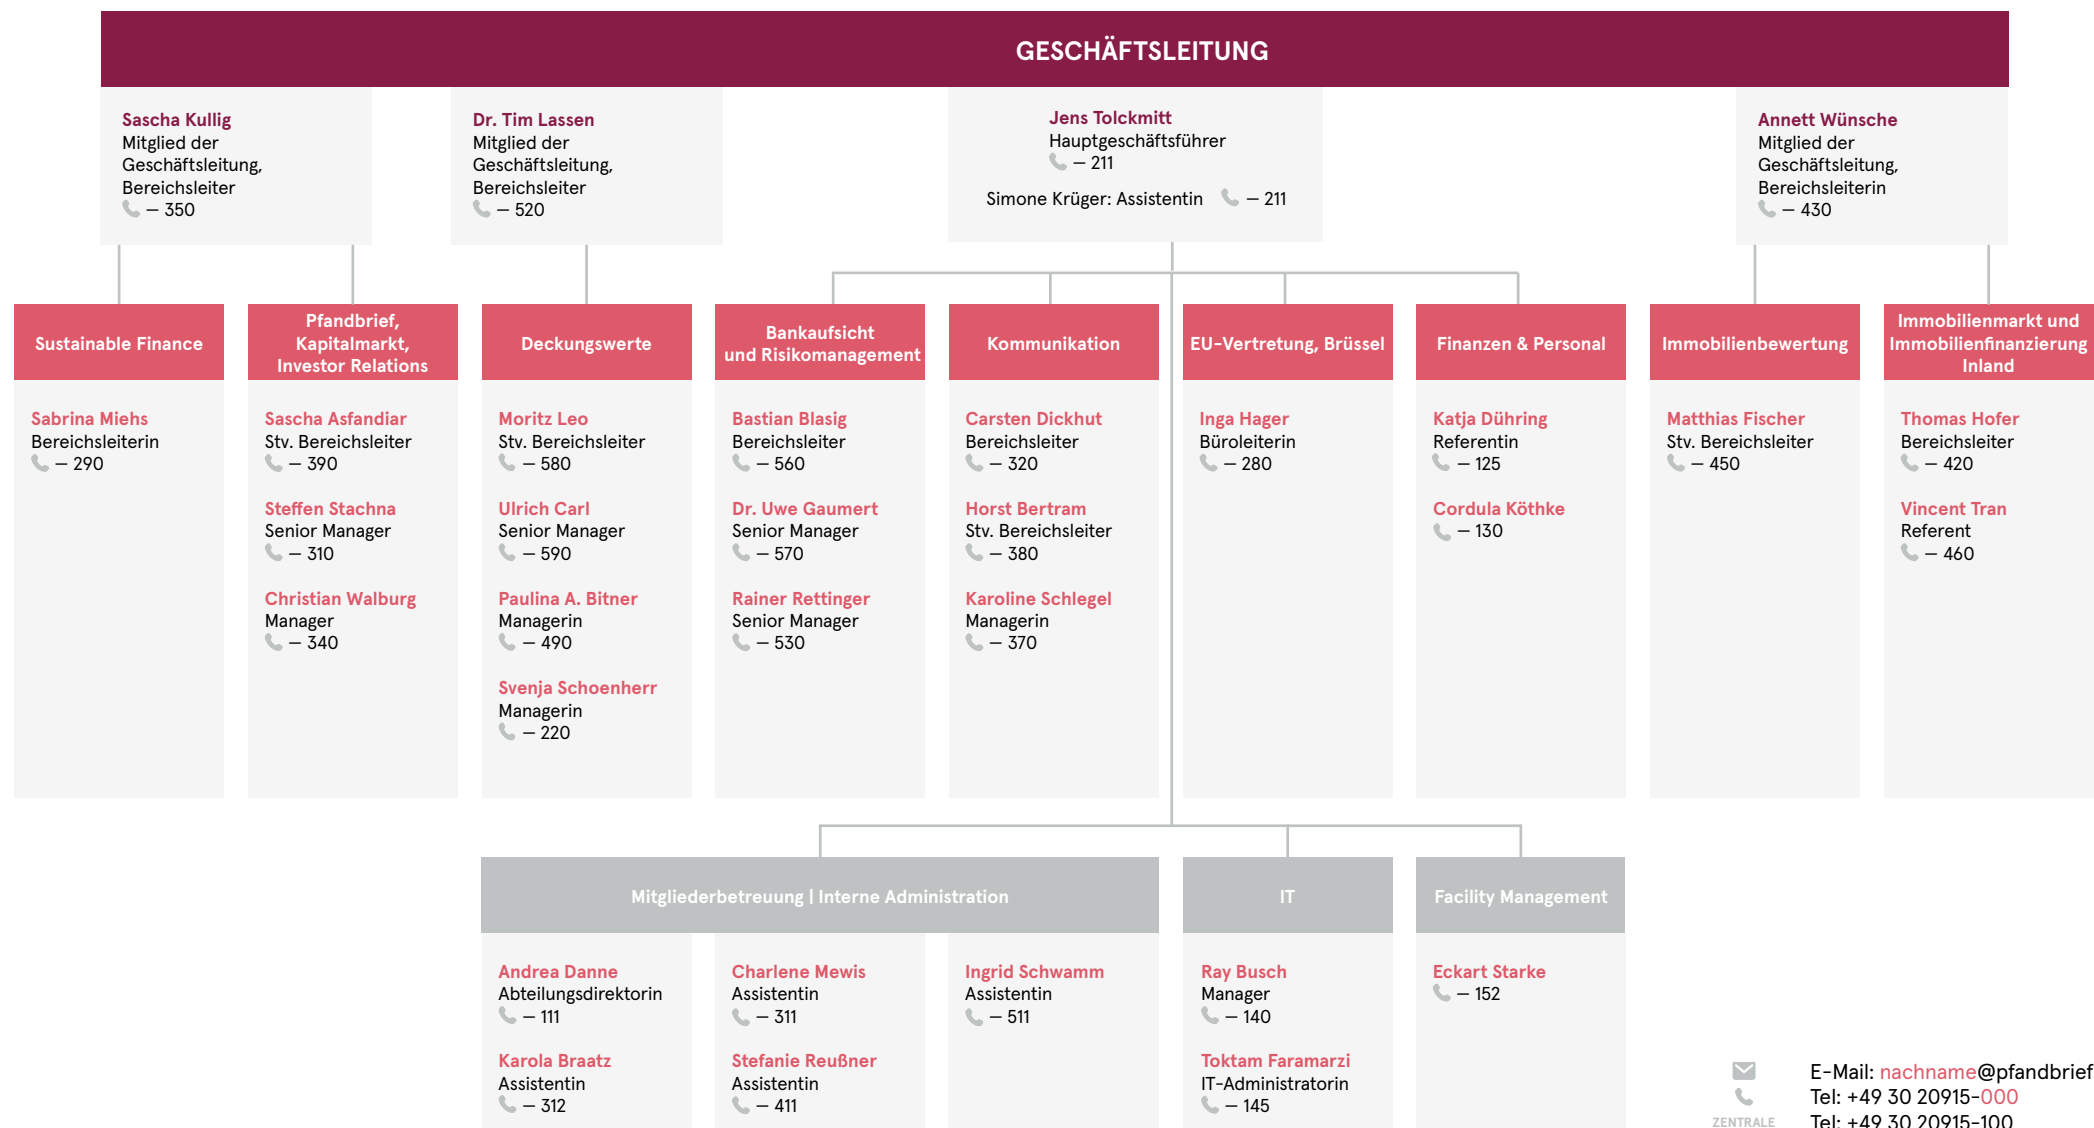 GESCHÄFTSLEITUNG
Sascha Kullig
Mitglied der
Geschäftsleitung,
Bereichsleiter
– 350
Dr. Tim Lassen
Mitglied der
Geschäftsleitung,
Bereichsleiter
– 520
Jens Tolckmitt
Hauptgeschäftsführer
– 211
Simone Krüger: Assistentin – 211
Annett Wünsche
Mitglied der
Geschäftsleitung,
Bereichsleiterin
– 430
Sustainable Finance
Sabrina Miehs
Bereichsleiterin
– 290
Pfandbrief,
Kapitalmarkt,
Investor Relations
Sascha Asfandiar
Stv. Bereichsleiter
– 390
Steffen Stachna
Senior Manager
– 310
Christian Walburg
Manager
– 340
Deckungswerte
Moritz Leo
Stv. Bereichsleiter
– 580
Ulrich Carl
Senior Manager
– 590
Paulina A. Bitner
Managerin
– 490
Svenja Schoenherr
Managerin
– 220
Bankaufsicht
und Risikomanagement
Bastian Blasig
Bereichsleiter
– 560
Dr. Uwe Gaumert
Senior Manager
– 570
Rainer Rettinger
Senior Manager
– 530
Kommunikation
Carsten Dickhut
Bereichsleiter
– 320
Horst Bertram
Stv. Bereichsleiter
– 380
Karoline Schlegel
Managerin
– 370
EU-Vertretung, Brüssel
Inga Hager
Büroleiterin
– 280
Finanzen & Personal
Katja Dühring
Referentin
– 125
Cordula Köthke
– 130
Immobilienbewertung
Matthias Fischer
Stv. Bereichsleiter
– 450
Immobilienmarkt und
Immobilienfinanzierung
Inland
Thomas Hofer
Bereichsleiter
– 420
Vincent Tran
Referent
– 460
Mitgliederbetreuung | Interne Administration
Andrea Danne
Abteilungsdirektorin
– 111
Karola Braatz
Assistentin
– 312
Charlene Mewis
Assistentin
– 311
Stefanie Reußner
Assistentin
– 411
Ingrid Schwamm
Assistentin
– 511
IT
Ray Busch
Manager
– 140
Toktam Faramarzi
IT-Administratorin
– 145
Facility Management
Eckart Starke
– 152
E-Mail: nachname@pfandbrief
Tel: +49 30 20915-000
ZENTRALE Tel: +49 30 20915-100